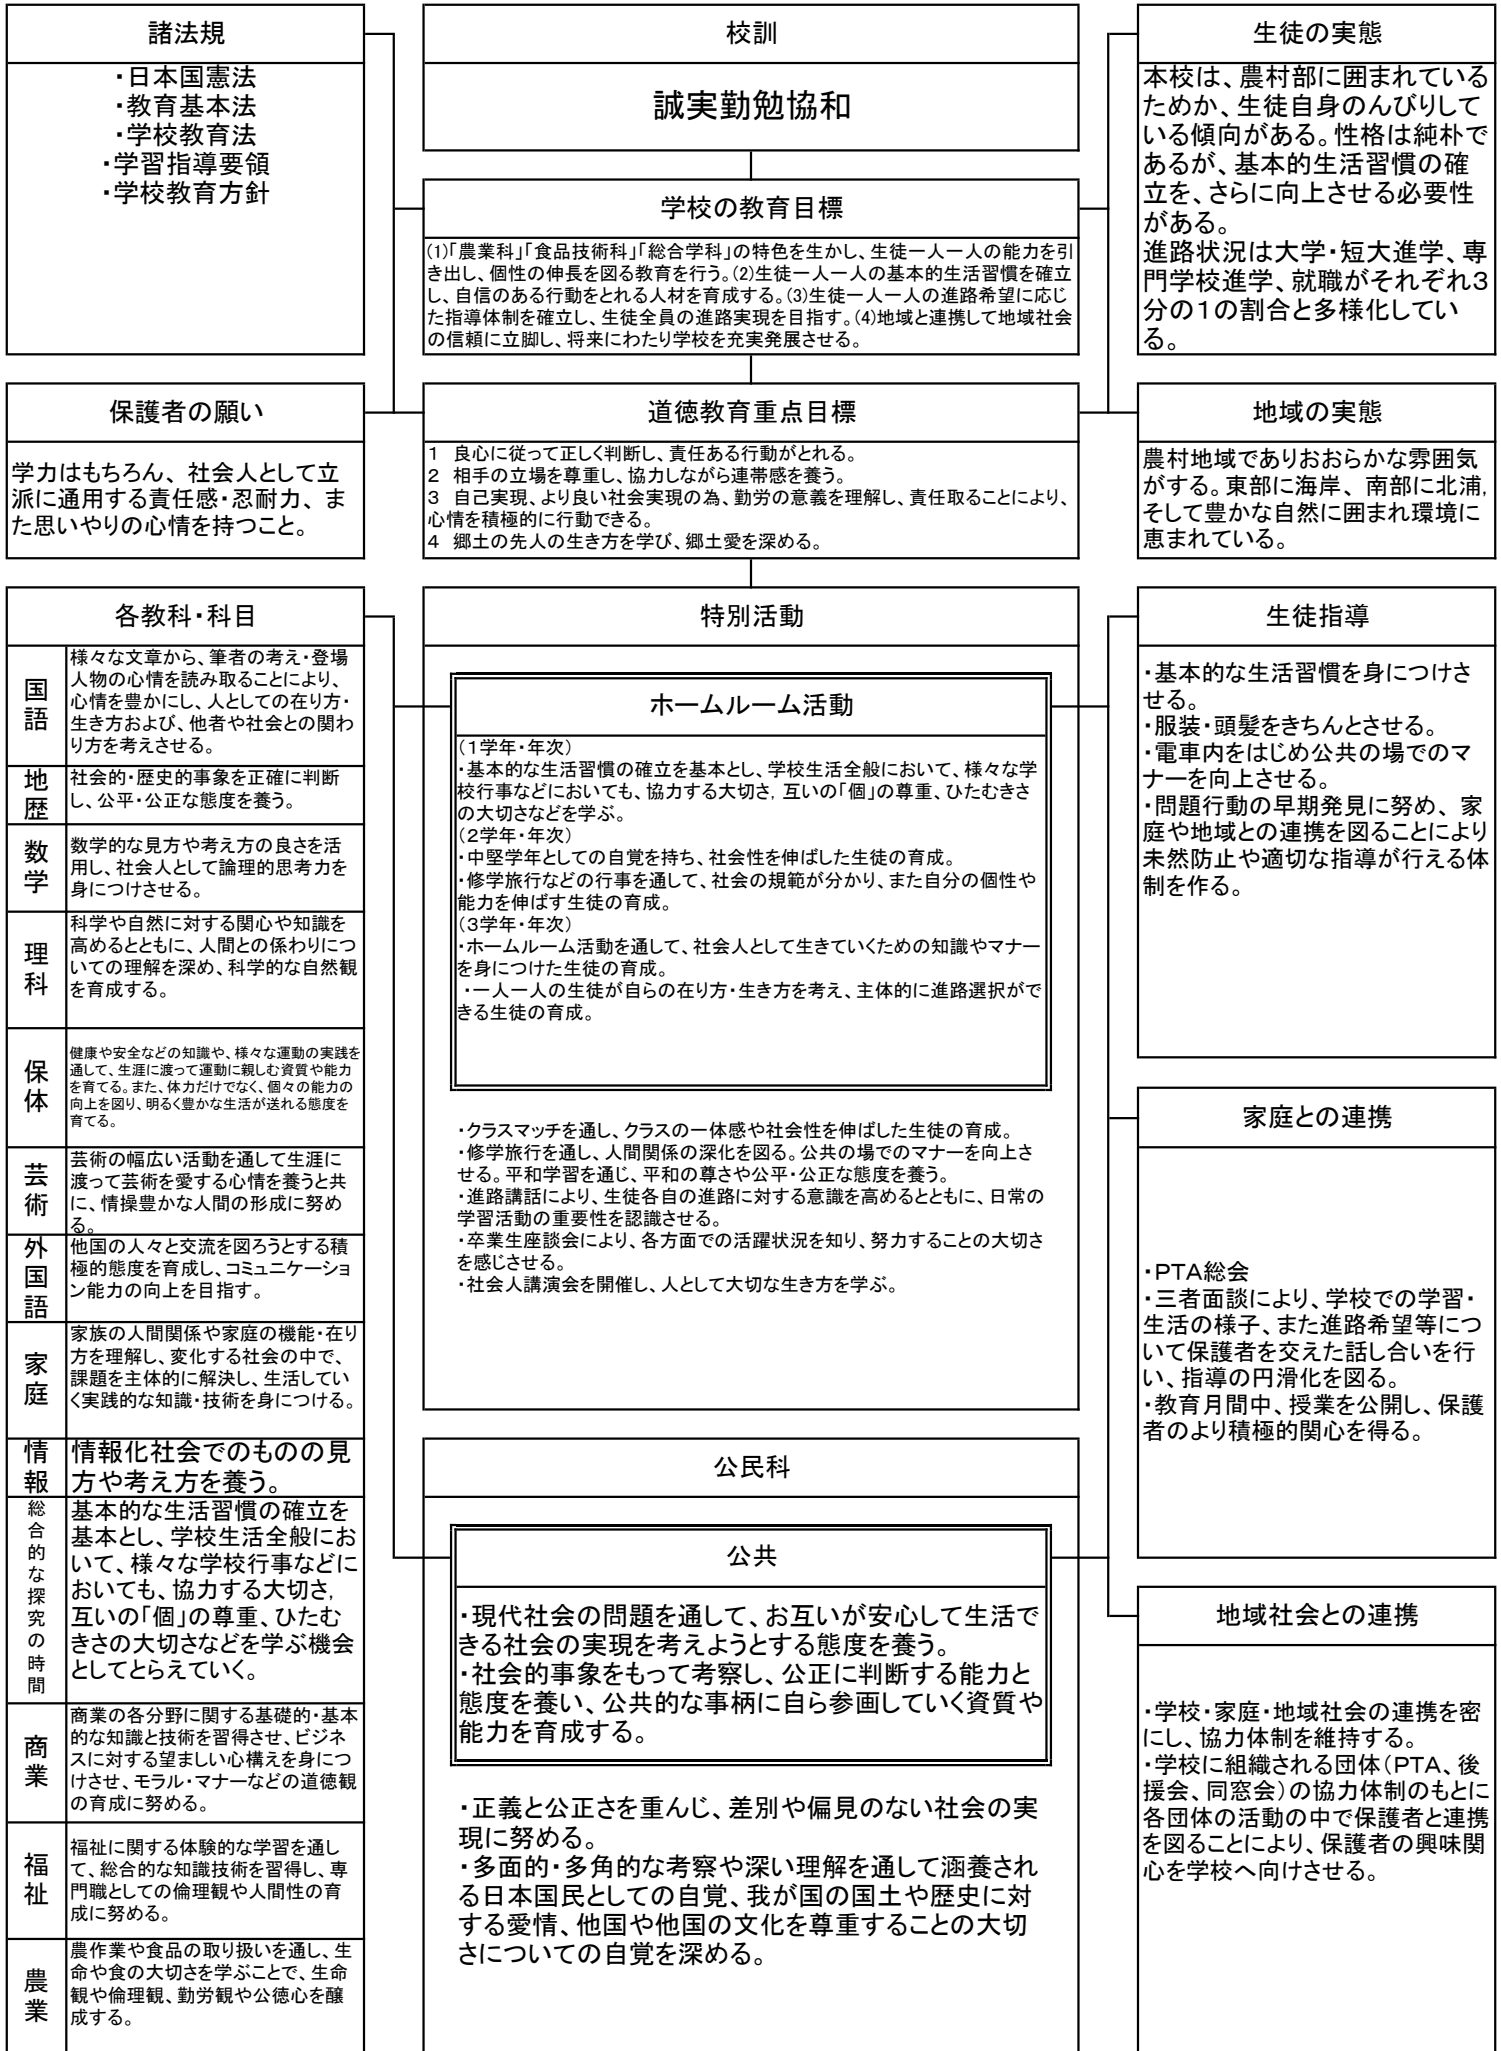 諸法規
・日本国憲法
・教育基本法
・学校教育法
・学習指導要領
・学校教育方針
校訓
誠実勤勉協和
生徒の実態
本校は、農村部に囲まれている
ためか、生徒自身のんびりして
いる傾向がある。性格は純朴で
あるが、基本的生活習慣の確
立を、さらに向上させる必要性
がある。
進路状況は大学・短大進学、専
門学校進学、就職がそれぞれ3
分の1の割合と多様化してい
る。
学校の教育目標
(1)「農業科」「食品技術科」「総合学科」の特色を生かし、生徒一人一人の能力を引
き出し、個性の伸長を図る教育を行う。(2)生徒一人一人の基本的生活習慣を確立
し、自信のある行動をとれる人材を育成する。(3)生徒一人一人の進路希望に応じ
た指導体制を確立し、生徒全員の進路実現を目指す。(4)地域と連携して地域社会
の信頼に立脚し、将来にわたり学校を充実発展させる。
保護者の願い
学力はもちろん、社会人として立
派に通用する責任感・忍耐力、ま
た思いやりの心情を持つこと。
道徳教育重点目標
1 良心に従って正しく判断し、責任ある行動がとれる。
2 相手の立場を尊重し、協力しながら連帯感を養う。
3 自己実現、より良い社会実現の為、勤労の意義を理解し、責任取ることにより、
心情を積極的に行動できる。
4 郷土の先人の生き方を学び、郷土愛を深める。
地域の実態
農村地域でありおおらかな雰囲気
がする。東部に海岸、南部に北浦,
そして豊かな自然に囲まれ環境に
恵まれている。
各教科・科目
国語
様々な文章から、筆者の考え・登場
人物の心情を読み取ることにより、
心情を豊かにし、人としての在り方・
生き方および、他者や社会との関わ
り方を考えさせる。
地歴
社会的・歴史的事象を正確に判断
し、公平・公正な態度を養う。
数学
数学的な見方や考え方の良さを活
用し、社会人として論理的思考力を
身につけさせる。
理科
科学や自然に対する関心や知識を
高めるとともに、人間との係わりにつ
いての理解を深め、科学的な自然観
を育成する。
保体
健康や安全などの知識や、様々な運動の実践を
通して、生涯に渡って運動に親しむ資質や能力
を育てる。また、体力だけでなく、個々の能力の
向上を図り、明るく豊かな生活が送れる態度を
育てる。
芸術
芸術の幅広い活動を通して生涯に
渡って芸術を愛する心情を養うと共
に、情操豊かな人間の形成に努め
る。
外国語
他国の人々と交流を図ろうとする積
極的態度を育成し、コミュニケーショ
ン能力の向上を目指す。
家庭
家族の人間関係や家庭の機能・在り
方を理解し、変化する社会の中で、
課題を主体的に解決し、生活してい
く実践的な知識・技術を身につける。
情報
情報化社会でのものの見
方や考え方を養う。
総合的な探究の時間
基本的な生活習慣の確立を
基本とし、学校生活全般にお
いて、様々な学校行事などに
おいても、協力する大切さ,
互いの「個」の尊重、ひたむ
きさの大切さなどを学ぶ機会
としてとらえていく。
商業
商業の各分野に関する基礎的・基本
的な知識と技術を習得させ、ビジネ
スに対する望ましい心構えを身につ
けさせ、モラル・マナーなどの道徳観
の育成に努める。
福祉
福祉に関する体験的な学習を通し
て、総合的な知識技術を習得し、専
門職としての倫理観や人間性の育
成に努める。
農業
農作業や食品の取り扱いを通し、生
命や食の大切さを学ぶことで、生命
観や倫理観、勤労観や公徳心を醸
成する。
特別活動
ホームルーム活動
(1学年・年次)
・基本的な生活習慣の確立を基本とし、学校生活全般において、様々な学
校行事などにおいても、協力する大切さ, 互いの「個」の尊重、ひたむきさ
の大切さなどを学ぶ。
(2学年・年次)
・中堅学年としての自覚を持ち、社会性を伸ばした生徒の育成。
・修学旅行などの行事を通して、社会の規範が分かり、また自分の個性や
能力を伸ばす生徒の育成。
(3学年・年次)
・ホームルーム活動を通して、社会人として生きていくための知識やマナー
を身につけた生徒の育成。
・一人一人の生徒が自らの在り方・生き方を考え、主体的に進路選択がで
きる生徒の育成。
・クラスマッチを通し、クラスの一体感や社会性を伸ばした生徒の育成。
・修学旅行を通し、人間関係の深化を図る。公共の場でのマナーを向上さ
せる。平和学習を通じ、平和の尊さや公平・公正な態度を養う。
・進路講話により、生徒各自の進路に対する意識を高めるとともに、日常の
学習活動の重要性を認識させる。
・卒業生座談会により、各方面での活躍状況を知り、努力することの大切さ
を感じさせる。
・社会人講演会を開催し、人として大切な生き方を学ぶ。
公民科
公共
・現代社会の問題を通して、お互いが安心して生活で
きる社会の実現を考えようとする態度を養う。
・社会的事象をもって考察し、公正に判断する能力と
態度を養い、公共的な事柄に自ら参画していく資質や
能力を育成する。
・正義と公正さを重んじ、差別や偏見のない社会の実
現に努める。
・多面的・多角的な考察や深い理解を通して涵養され
る日本国民としての自覚、我が国の国土や歴史に対
する愛情、他国や他国の文化を尊重することの大切
さについての自覚を深める。
生徒指導
・基本的な生活習慣を身につけさ
せる。
・服装・頭髪をきちんとさせる。
・電車内をはじめ公共の場でのマ
ナーを向上させる。
・問題行動の早期発見に努め、家
庭や地域との連携を図ることにより
未然防止や適切な指導が行える体
制を作る。
家庭との連携
・PTA総会
・三者面談により、学校での学習・
生活の様子、また進路希望等につ
いて保護者を交えた話し合いを行
い、指導の円滑化を図る。
・教育月間中、授業を公開し、保護
者のより積極的関心を得る。
地域社会との連携
・学校・家庭・地域社会の連携を密
にし、協力体制を維持する。
・学校に組織される団体(PTA、後
援会、同窓会)の協力体制のもとに
各団体の活動の中で保護者と連携
を図ることにより、保護者の興味関
心を学校へ向けさせる。